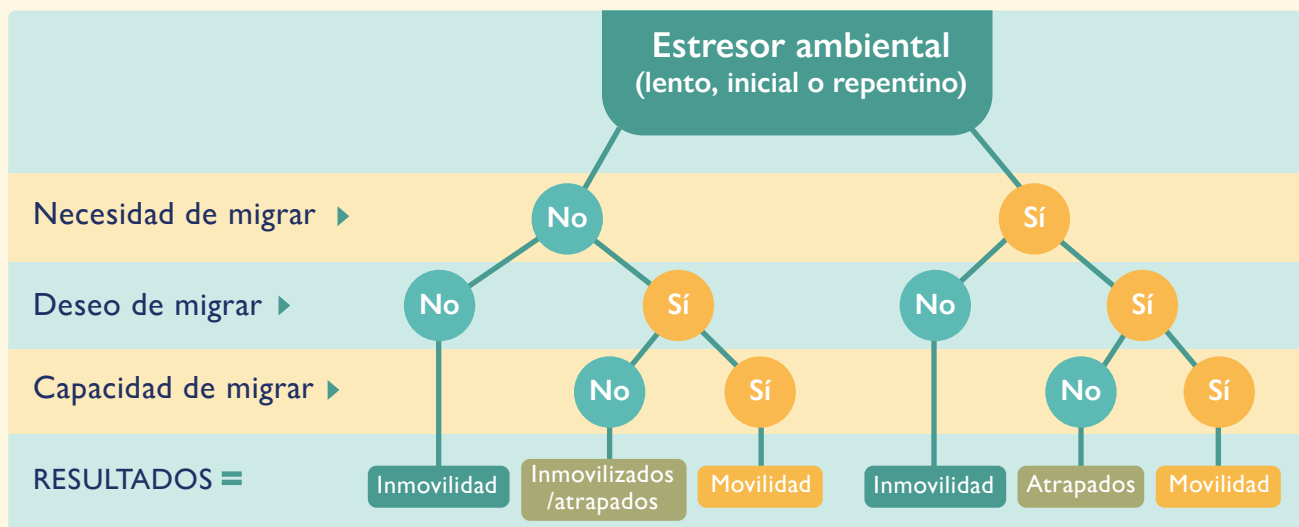 Estresor ambiental
(lento, inicial o repentino)
Necesidad de migrar
No
Sí
Deseo de migrar
No
Sí
No
Sí
Capacidad de migrar
No
Sí
No
Sí
RESULTADOS =
Inmovilidad
Inmovilizados
/atrapados
Movilidad
Inmovilidad
Atrapados
Movilidad